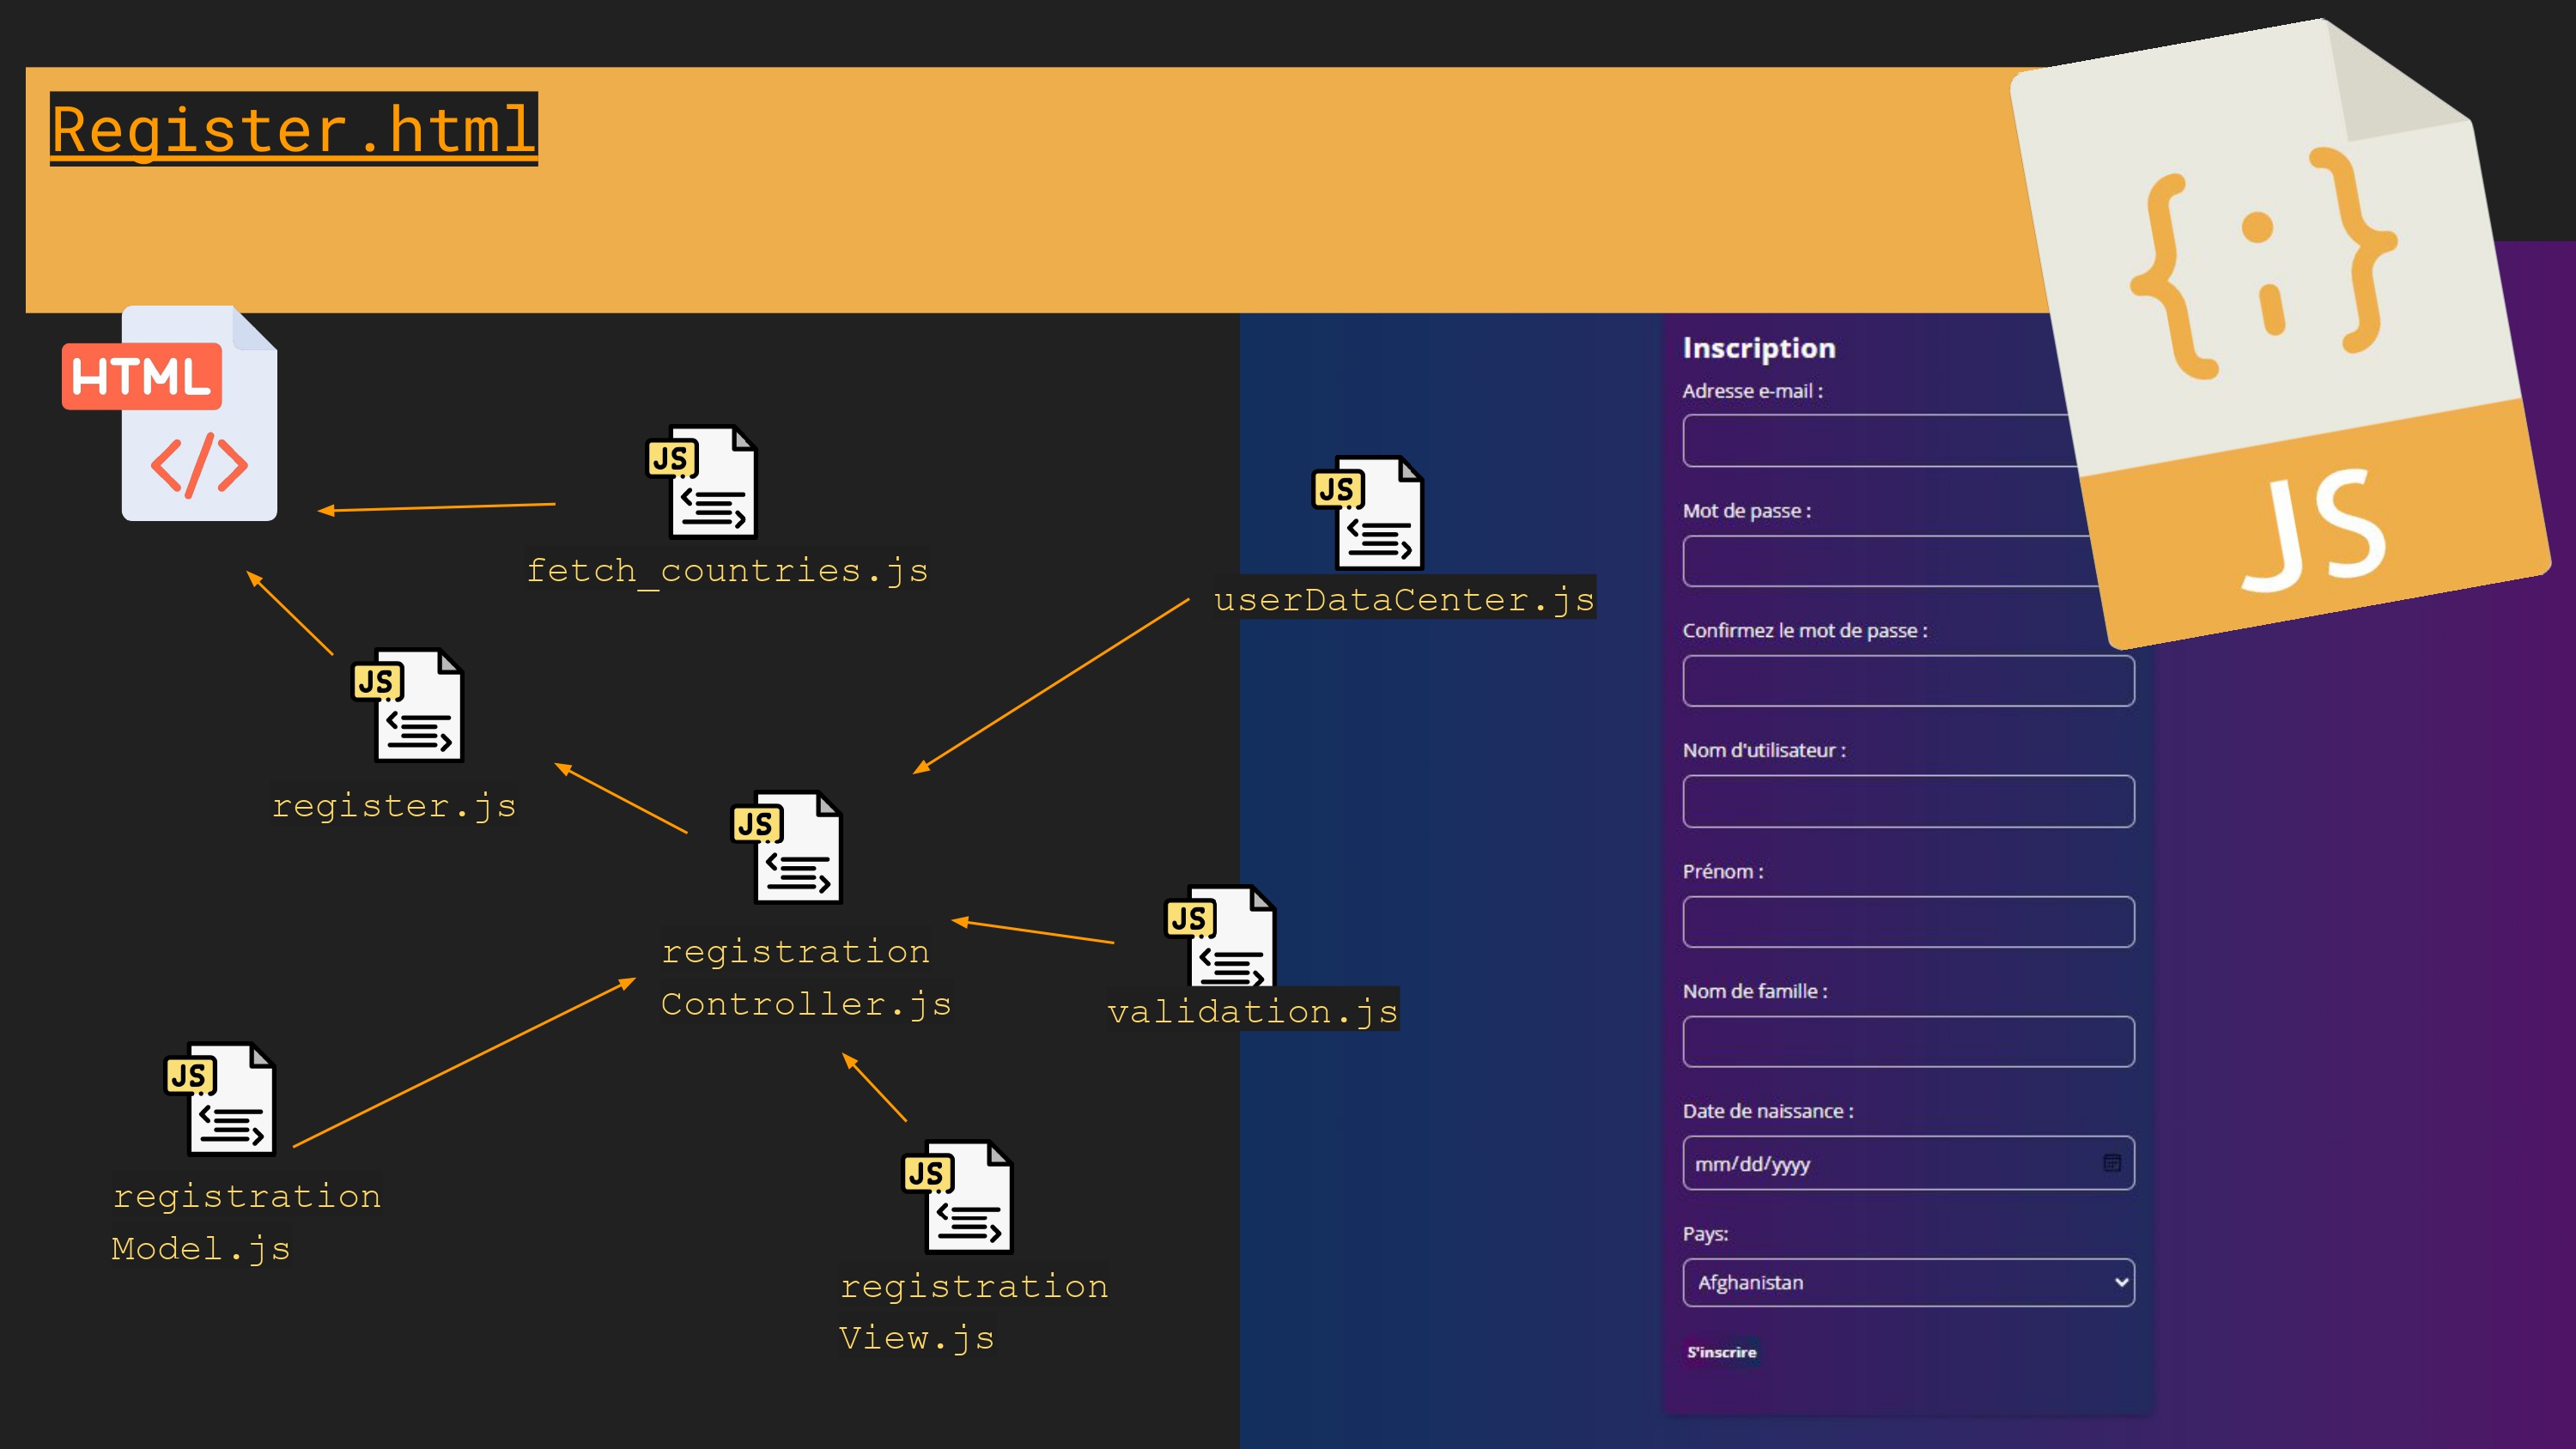 Register.html
HTML
</>
{;}
JS
JS
fetch_countries.js
JS
userDataCenter.js
JS
register.js
JS
registration
Controller.js
JS
validation.js
JS
registration
Model.js
JS
registration
View.js
Inscription
Adresse e-mail :
Mot de passe :
Confirmez le mot de passe :
Nom d'utilisateur :
Prénom :
Nom de famille :
Date de naissance :
mm/dd/yyyy
Pays:
Afghanistan
S'inscrire